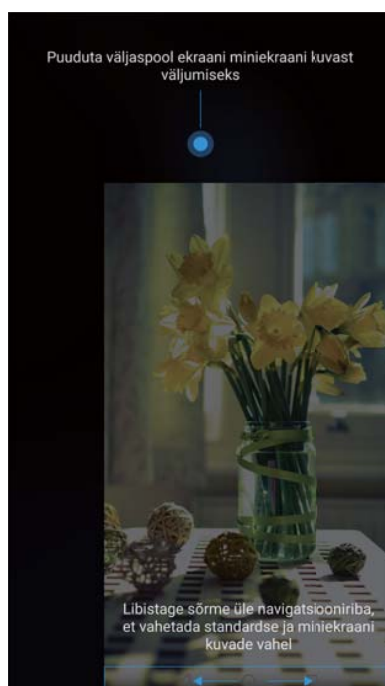 Puuduta väljaspool ekraani miniekraani kuvast
väljumiseks
Libistage sõrme üle navigatsiooniriba,
et vahetada standardse ja miniekraani
kuvade vahel